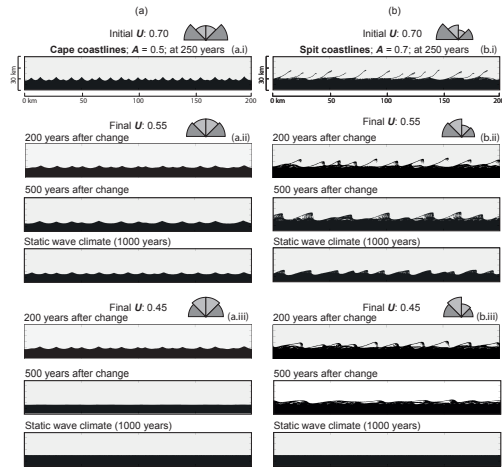 (a)
Initial U: 0.70
Cape coastlines; A = 0.5; at 250 years (a.i)
30 km
0 km 50 100 150 200
Final U: 0.55
200 years after change (a.ii)
500 years after change
Static wave climate (1000 years)
Final U: 0.45
200 years after change (a.iii)
500 years after change
Static wave climate (1000 years)
(b)
Initial U: 0.70
Spit coastlines; A = 0.7; at 250 years (b.i)
30 km
0 km 50 100 150 200
Final U: 0.55
200 years after change (b.ii)
500 years after change
Static wave climate (1000 years)
Final U: 0.45
200 years after change (b.iii)
500 years after change
Static wave climate (1000 years)